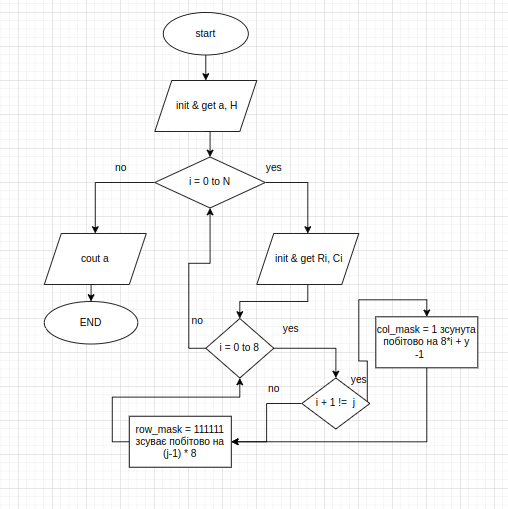 start
init & get a, H
no
yes
i = 0 to N
cout a
init & get Ri, Ci
END
no
yes
i = 0 to 8
col_mask = 1 зсунута
побітово на 8*i + y
-1
no
yes
i + 1 != j
row_mask = 111111
зсуває побітово на
(j-1) * 8